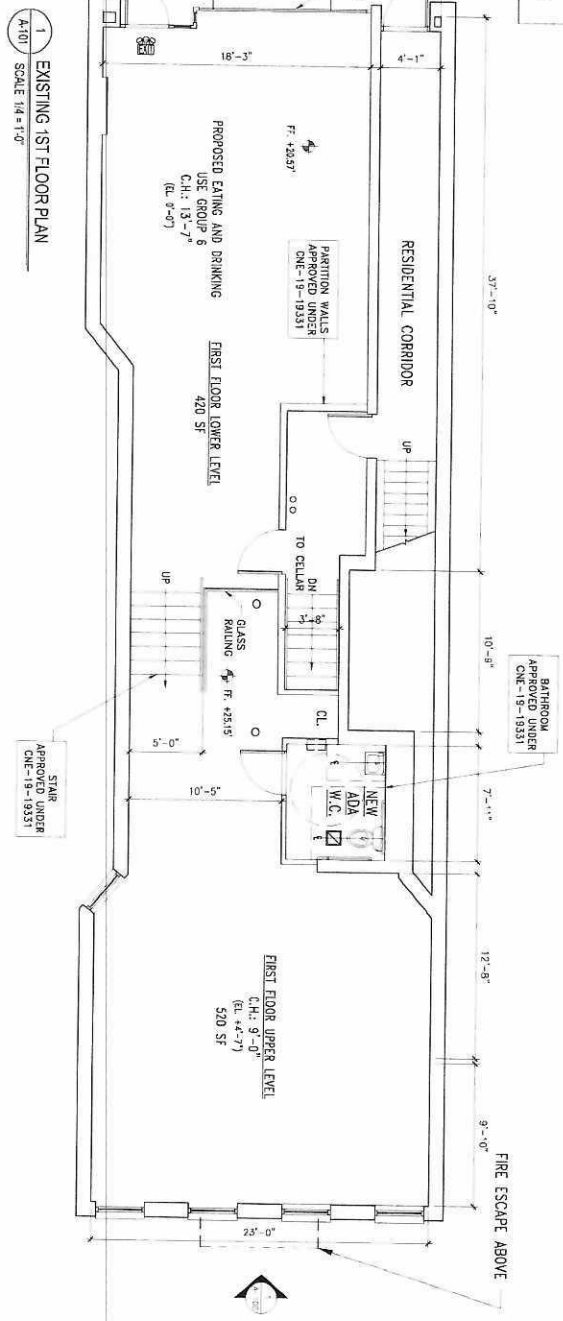 37'-10"
10'-9"
7'-11"
12'-8"
9'-10"
FIRE ESCAPE ABOVE
BATHROOM
APPROVED UNDER
CNE-19-19331
4'-1"
RESIDENTIAL CORRIDOR
UP
18'-3"
FF. +20.57'
PARTITION WALLS
APPROVED UNDER
CNE-19-19331
TO CELLAR
DN
3'-8"
CL.
NEW
ADA
W.C.
PROPOSED EATING AND DRINKING
USE GROUP 6
C.H.: 13'-7"
(EL. 0'-0")
FIRST FLOOR LOWER LEVEL
420 SF
GLASS
RAILING
FF. +25.15'
UP
5'-0"
10'-5"
FIRST FLOOR UPPER LEVEL
C.H.: 9'-0"
(EL. +4'-7")
520 SF
23'-0"
STAIR
APPROVED UNDER
CNE-19-19331
1
A-101
EXISTING 1ST FLOOR PLAN
SCALE 1/4 = 1'-0"